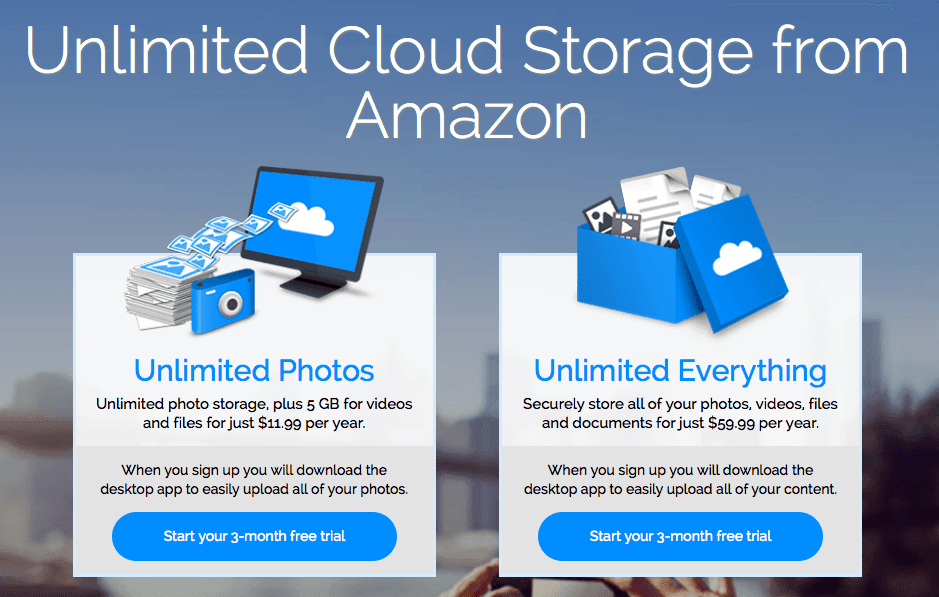 Unlimited Cloud Storage from
Amazon
Unlimited Photos
Unlimited photo storage, plus 5 GB for videos
and files for just $11.99 per year.
When you sign up you will download the
desktop app to easily upload all of your photos.
Start your 3-month free trial
Unlimited Everything
Securely store all of your photos, videos, files
and documents for just $59.99 per year.
When you sign up you will download the
desktop app to easily upload all of your content.
Start your 3-month free trial